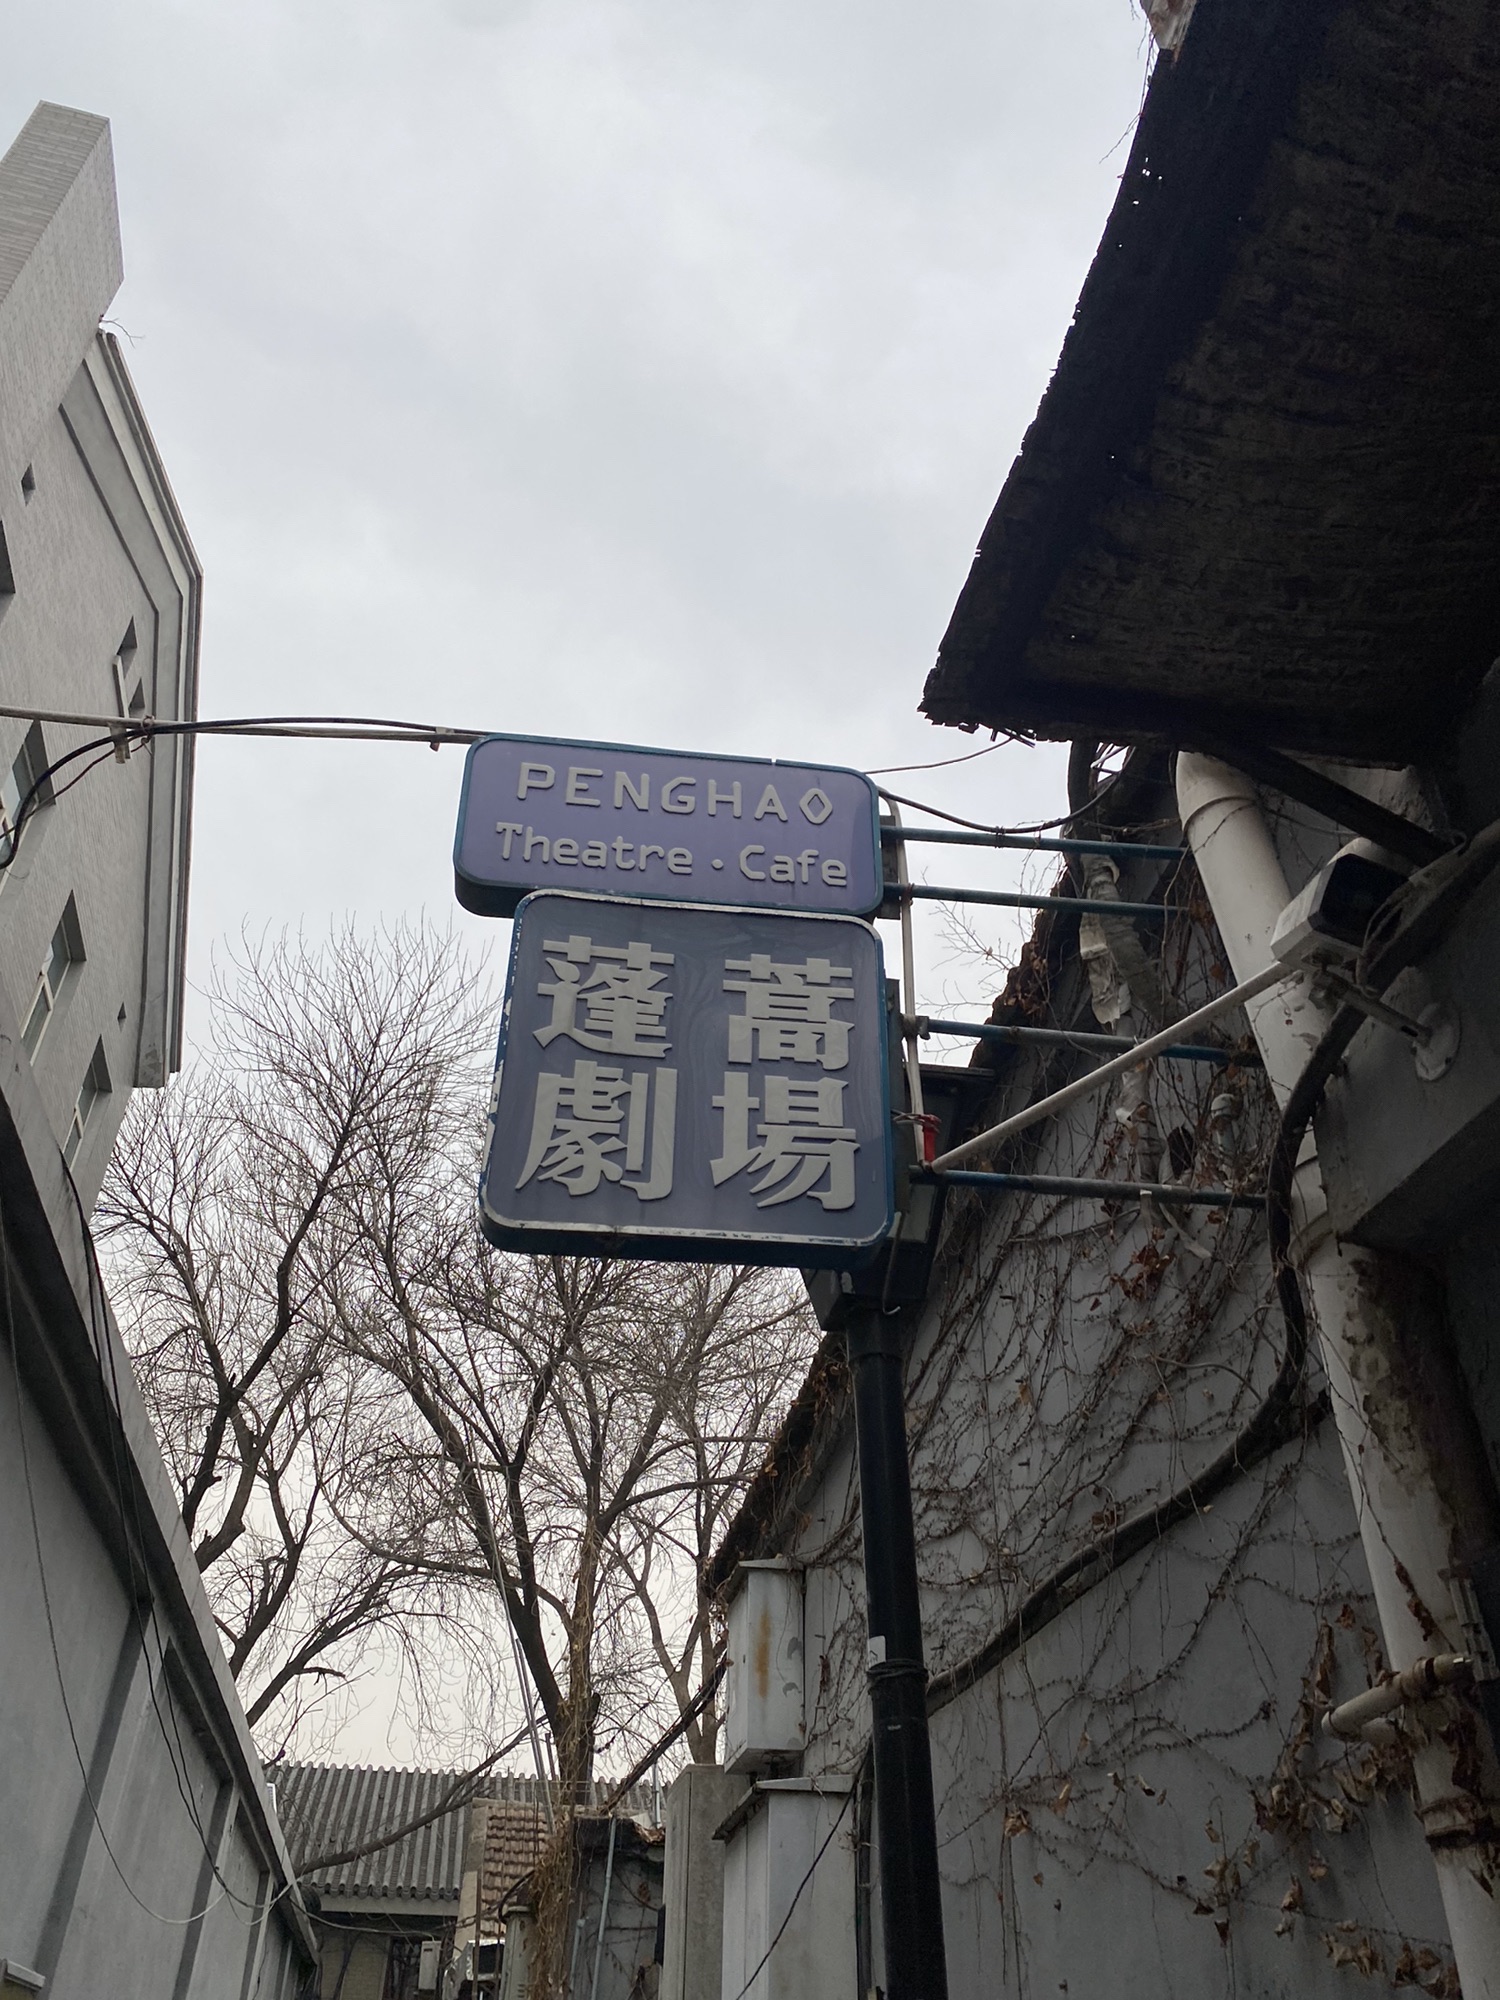 PENGHAO
Theatre · Cafe
蓬蒿
劇場